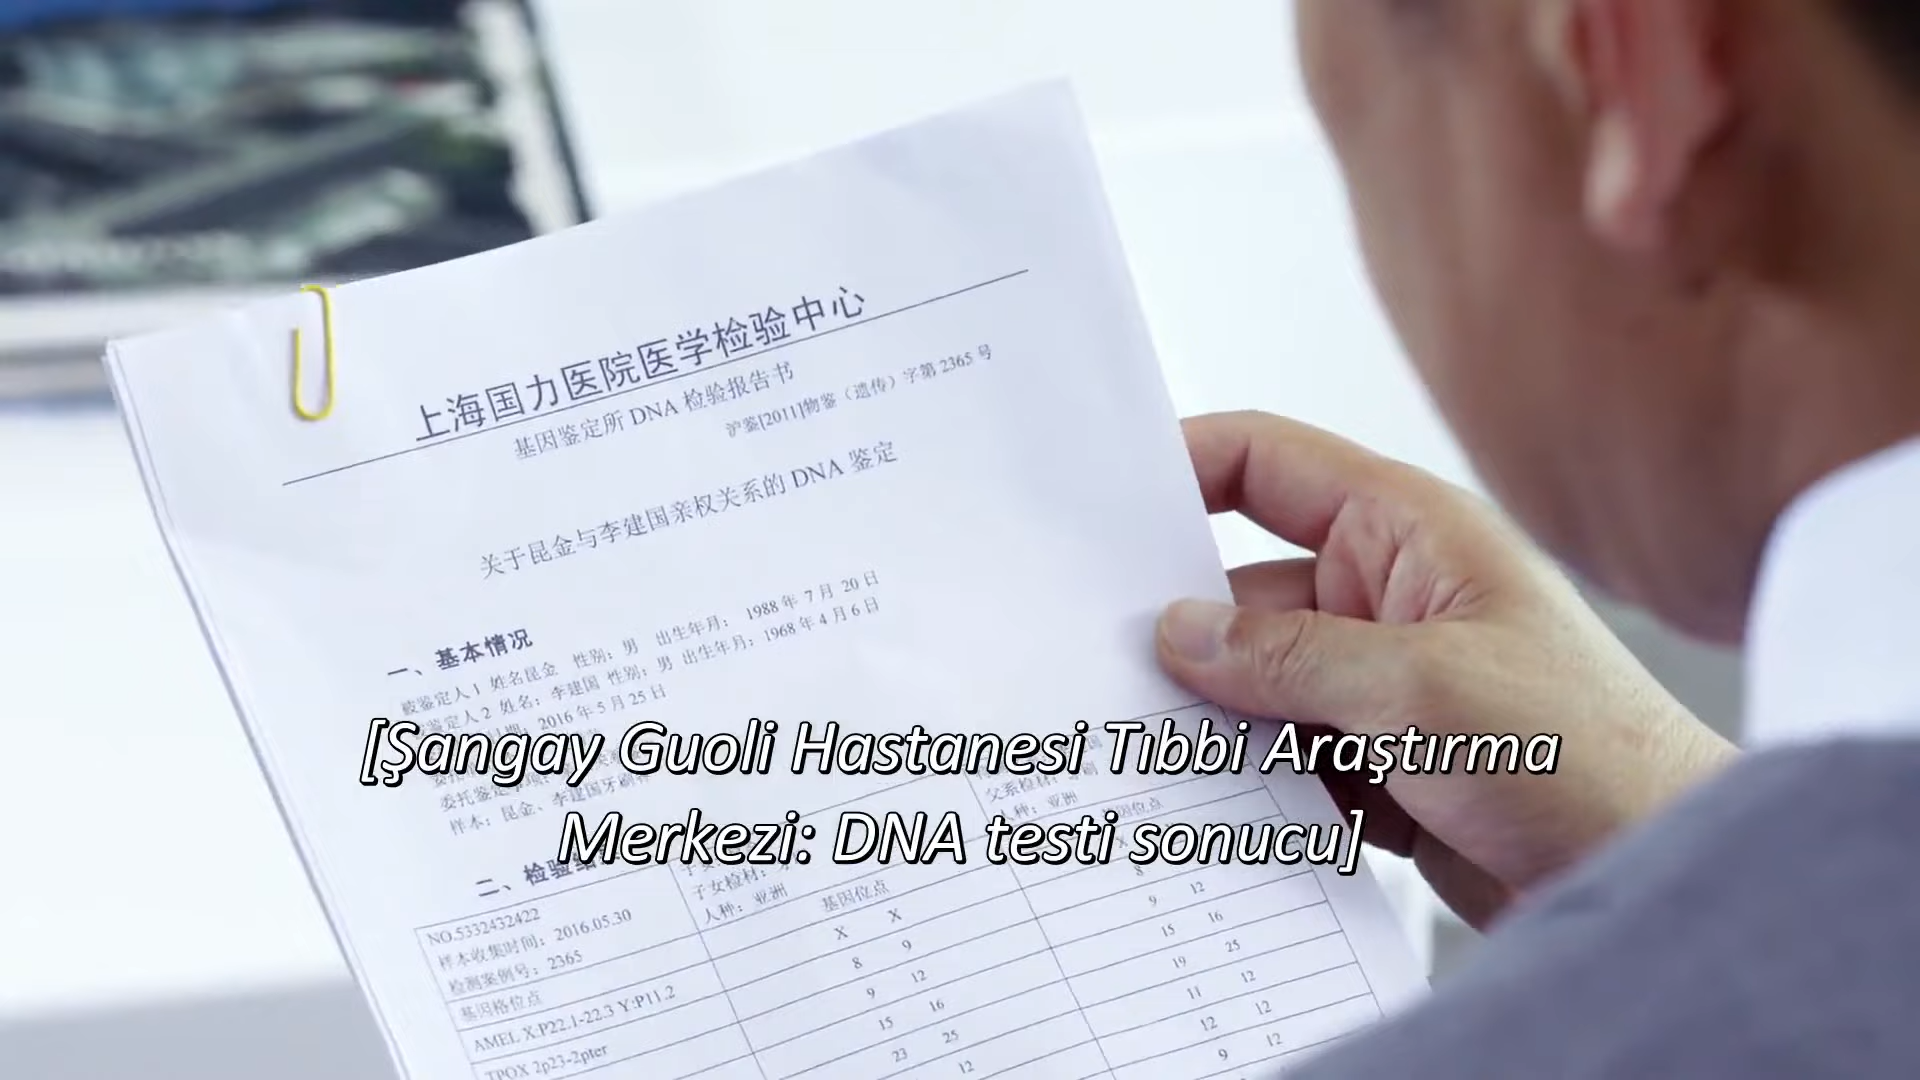 上海国力医院医学检验中心
基因鉴定所 DNA 检验报告书
沪鉴[2011]物鉴（遗传）字第 2365 号
关于昆金与李建国亲权关系的 DNA 鉴定
一、基本情况
被鉴定人 1 姓名昆金 性别：男 出生年月： 1988 年 7 月 20 日
被鉴定人 2 姓名：李建国 性别：男 出生年月：1968 年 4 月 6 日
2016 年 5 月 25 日
[Şangay Guoli Hastanesi Tıbbi Araştırma
Merkezi: DNA testi sonucu]
委托鉴定
样本：昆金、李建国牙刷
二、检验结
NO.5332432422
样本收集时间：2016.05.30
检测案例号：2365
子女检材：
人种：亚洲
父系检材：
人种：亚洲
基因格位点
基因位点
基因位点
AMEL X:P22.1-22.3 Y:P11.2
X X
X
TPOX 2p23-2pter
8 9
8
9 12
9 12
15 16
15 16
23 25
19 25
12
11 12
12 12
9 12